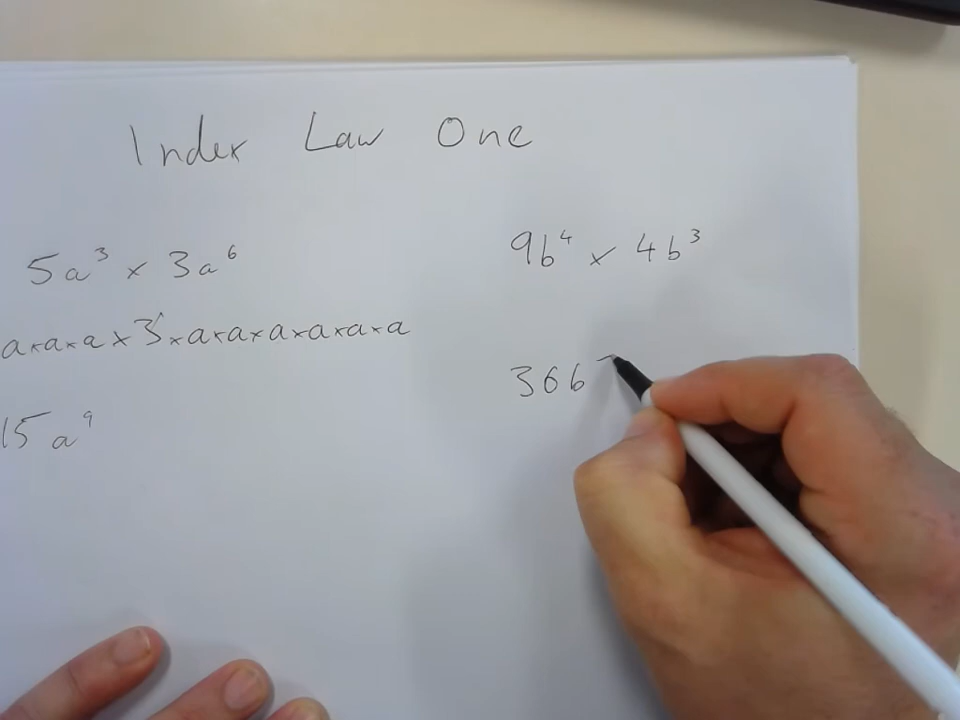 Index Law One
5a³ × 3a⁶
a×a×a×3×a×a×a×a×a×a
15a⁹
9b⁴ × 4b³
36b